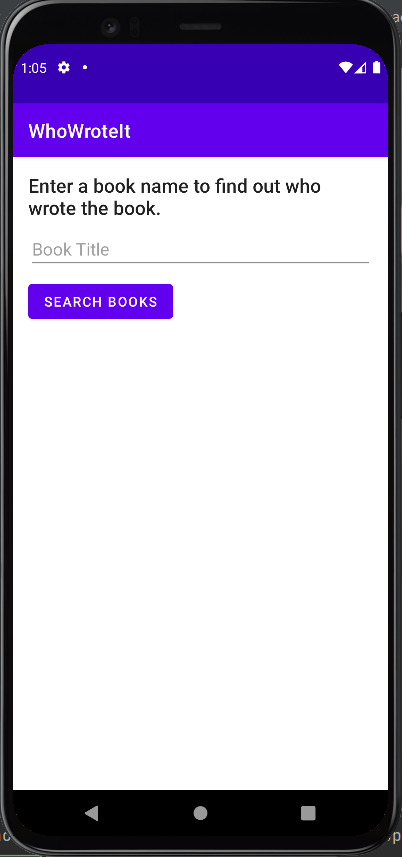 1:05
WhoWroteIt
Enter a book name to find out who
wrote the book.
Book Title
SEARCH BOOKS